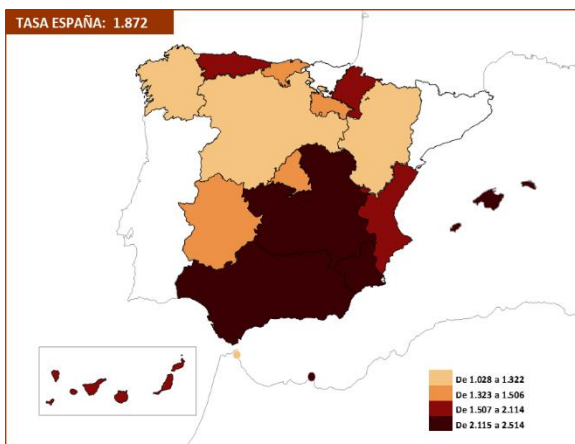 TASA ESPAÑA: 1.872
De 1.028 a 1.322
De 1.323 a 1.506
De 1.507 a 2.114
De 2.115 a 2.514